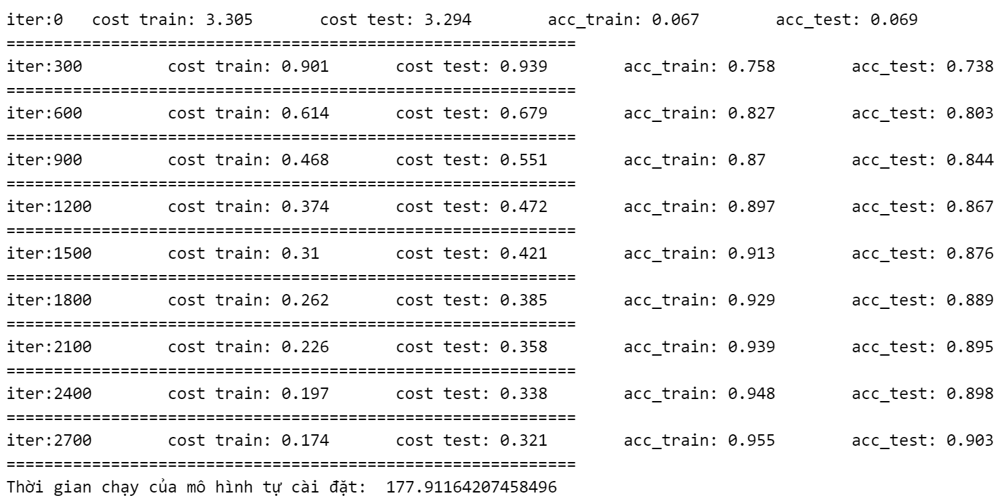 iter:0   cost train: 3.305       cost test: 3.294        acc_train: 0.067        acc_test: 0.069
============================================================
iter:300         cost train: 0.901       cost test: 0.939        acc_train: 0.758        acc_test: 0.738
============================================================
iter:600         cost train: 0.614       cost test: 0.679        acc_train: 0.827        acc_test: 0.803
============================================================
iter:900         cost train: 0.468       cost test: 0.551        acc_train: 0.87         acc_test: 0.844
============================================================
iter:1200        cost train: 0.374       cost test: 0.472        acc_train: 0.897        acc_test: 0.867
============================================================
iter:1500        cost train: 0.31        cost test: 0.421        acc_train: 0.913        acc_test: 0.876
============================================================
iter:1800        cost train: 0.262       cost test: 0.385        acc_train: 0.929        acc_test: 0.889
============================================================
iter:2100        cost train: 0.226       cost test: 0.358        acc_train: 0.939        acc_test: 0.895
============================================================
iter:2400        cost train: 0.197       cost test: 0.338        acc_train: 0.948        acc_test: 0.898
============================================================
iter:2700        cost train: 0.174       cost test: 0.321        acc_train: 0.955        acc_test: 0.903
============================================================
Thời gian chạy của mô hình tự cài đặt:  177.91164207458496